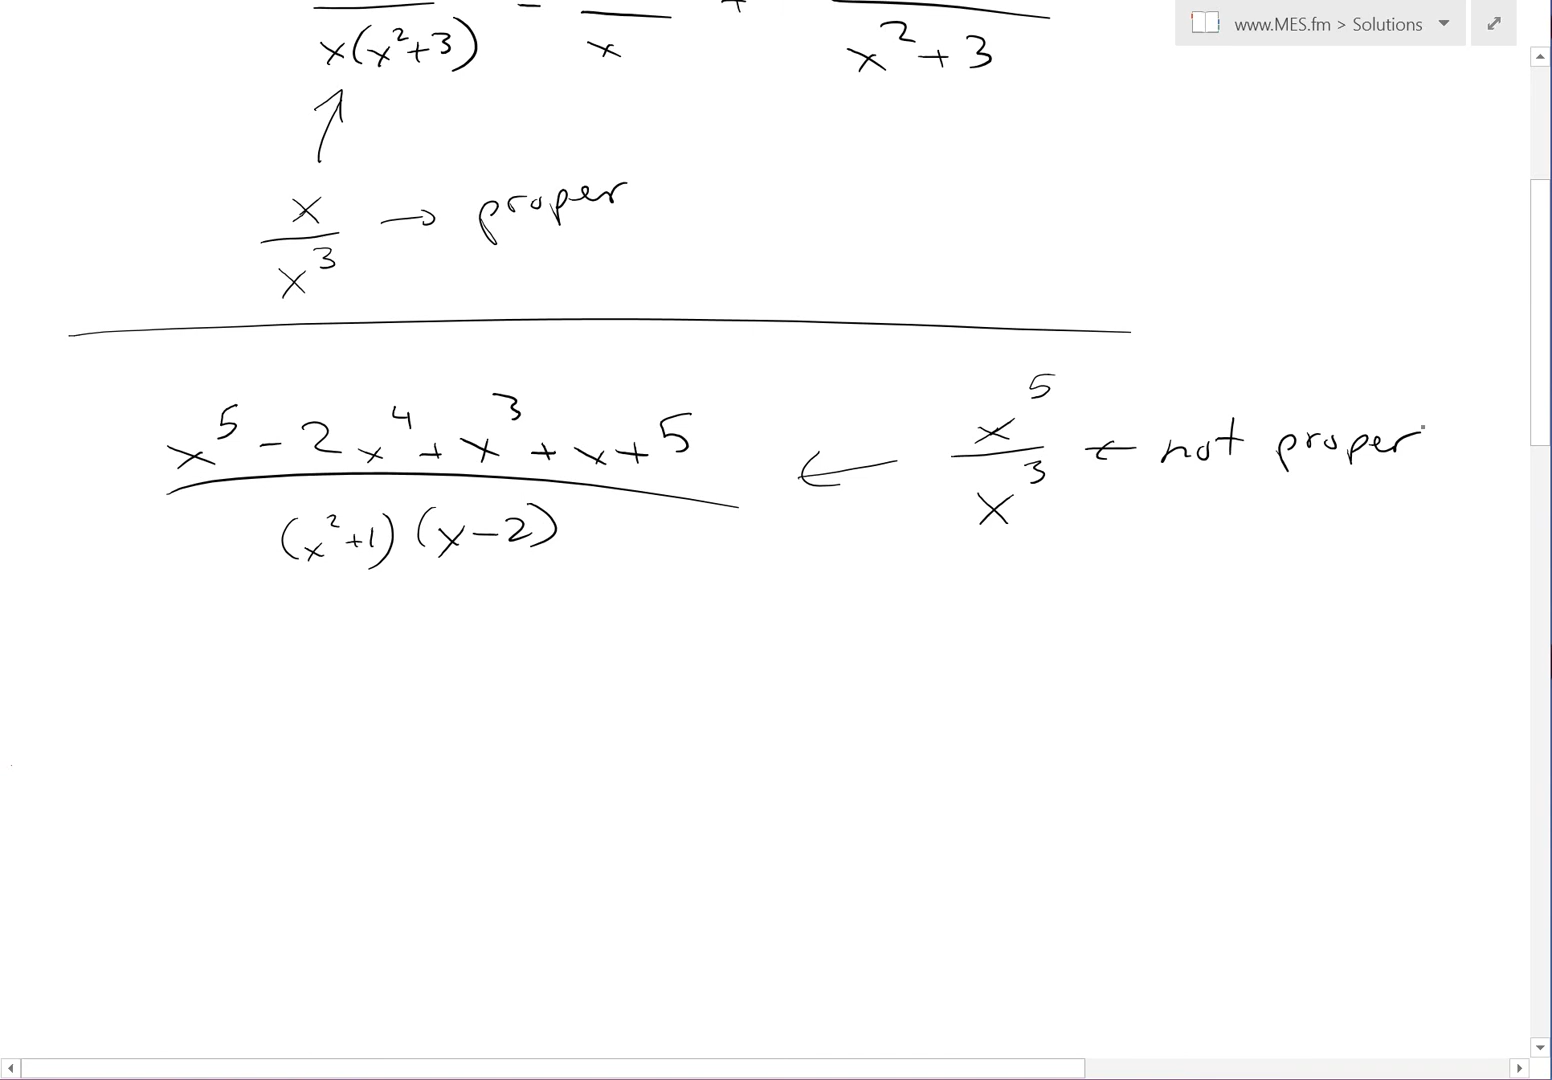 www.MES.fm > Solutions
x(x²+3) x x²+3
x/x³ → proper
(x⁵ - 2x⁴ + x³ + x + 5)/((x²+1)(x-2)) ← x⁵/x³ ← not proper